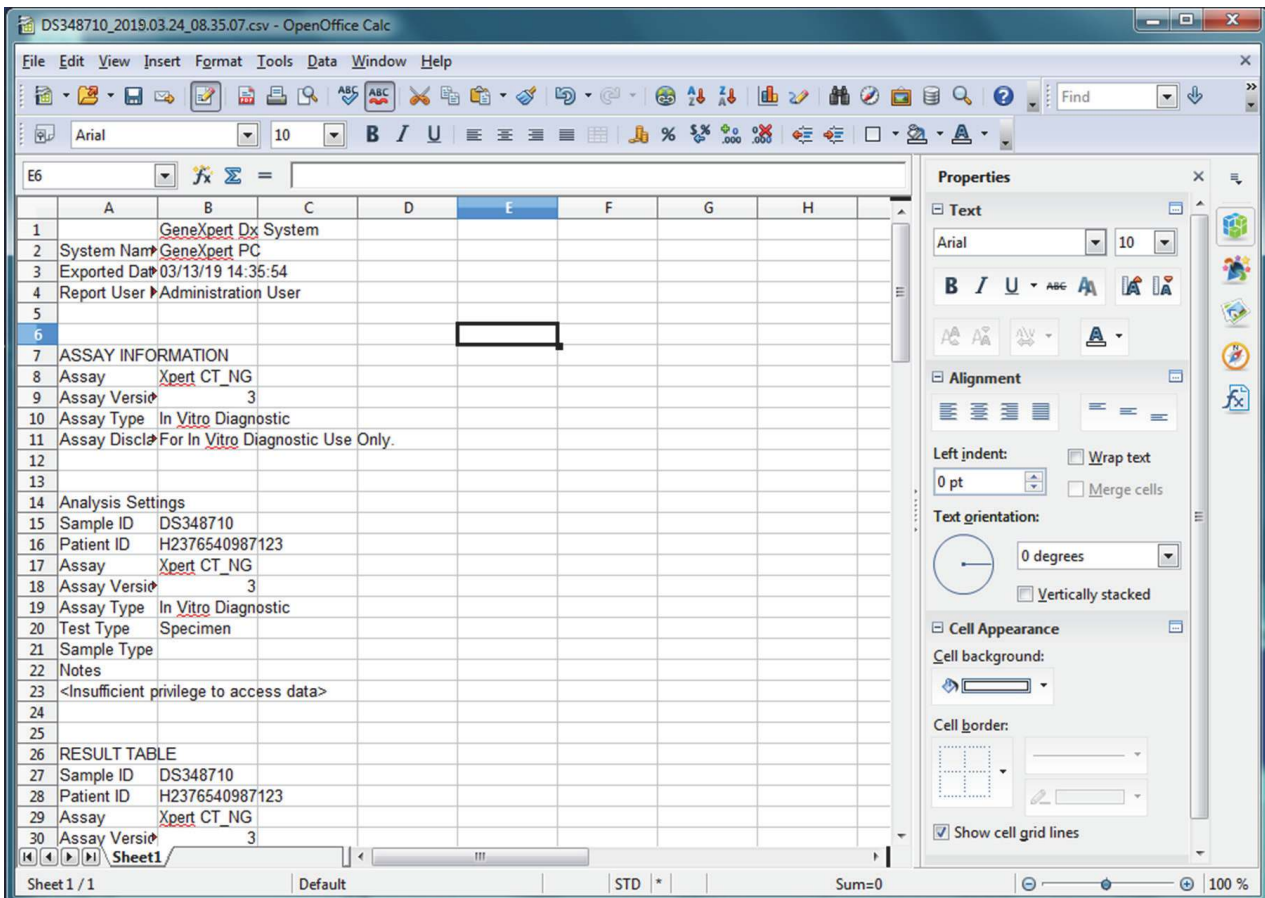 DS348710_2019.03.24_08.35.07.csv - OpenOffice Calc
File Edit View Insert Format Tools Data Window Help
Find
Arial 10 B I U
E6
A B C D E F G H
1 GeneXpert Dx System
2 System Nam GeneXpert PC
3 Exported Dat 03/13/19 14:35:54
4 Report User Administration User
5
6
7 ASSAY INFORMATION
8 Assay Xpert CT_NG
9 Assay Versio 3
10 Assay Type In Vitro Diagnostic
11 Assay Discla For In Vitro Diagnostic Use Only.
12
13
14 Analysis Settings
15 Sample ID DS348710
16 Patient ID H2376540987123
17 Assay Xpert CT_NG
18 Assay Versio 3
19 Assay Type In Vitro Diagnostic
20 Test Type Specimen
21 Sample Type
22 Notes
23 <Insufficient privilege to access data>
24
25
26 RESULT TABLE
27 Sample ID DS348710
28 Patient ID H2376540987123
29 Assay Xpert CT_NG
30 Assay Versio 3
Sheet1
Sheet 1 / 1 Default STD * Sum=0 100 %
Properties
Text
Arial 10
B I U ABC AA
Alignment
Left indent:
Wrap text
0 pt
Merge cells
Text orientation:
0 degrees
Vertically stacked
Cell Appearance
Cell background:
Cell border:
Show cell grid lines